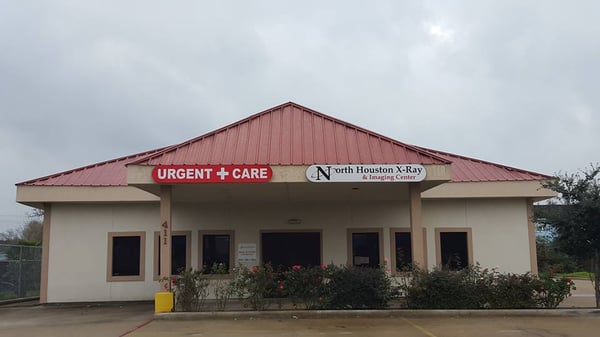 URGENT + CARE
North Houston X-Ray
& Imaging Center
411